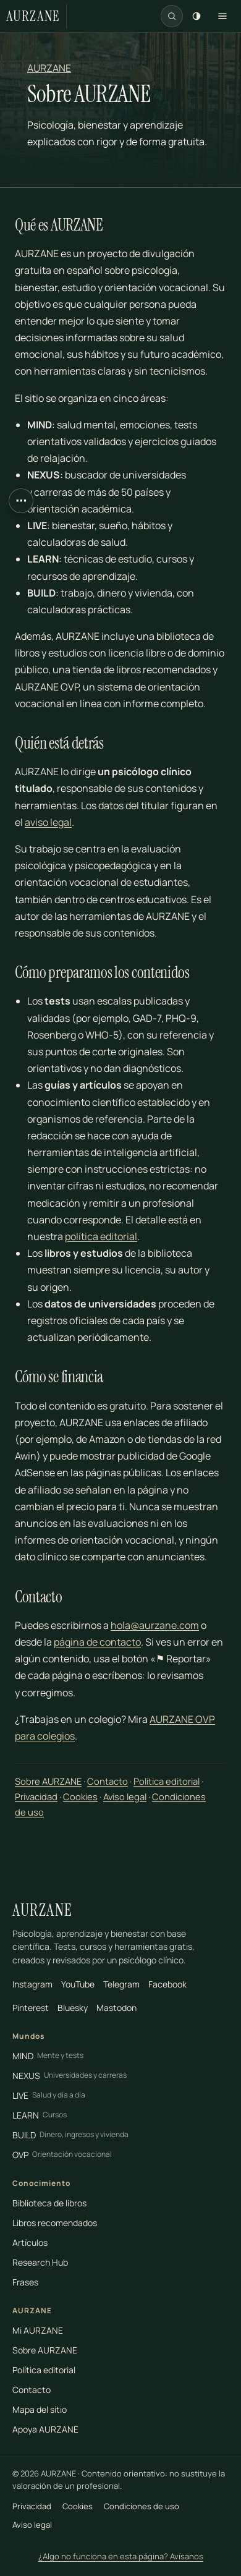 AURZANE
AURZANE
Sobre AURZANE
Psicología, bienestar y aprendizaje
explicados con rigor y de forma gratuita.
Qué es AURZANE
AURZANE es un proyecto de divulgación
gratuita en español sobre psicología,
bienestar, estudio y orientación vocacional. Su
objetivo es que cualquier persona pueda
entender mejor lo que siente y tomar
decisiones informadas sobre su salud
emocional, sus hábitos y su futuro académico,
con herramientas claras y sin tecnicismos.
El sitio se organiza en cinco áreas:
MIND: salud mental, emociones, tests
orientativos validados y ejercicios guiados
de relajación.
NEXUS: buscador de universidades
y carreras de más de 50 países y
orientación académica.
LIVE: bienestar, sueño, hábitos y
calculadoras de salud.
LEARN: técnicas de estudio, cursos y
recursos de aprendizaje.
BUILD: trabajo, dinero y vivienda, con
calculadoras prácticas.
Además, AURZANE incluye una biblioteca de
libros y estudios con licencia libre o de dominio
público, una tienda de libros recomendados y
AURZANE OVP, un sistema de orientación
vocacional en línea con informe completo.
Quién está detrás
AURZANE lo dirige un psicólogo clínico
titulado, responsable de sus contenidos y
herramientas. Los datos del titular figuran en
el aviso legal.
Su trabajo se centra en la evaluación
psicológica y psicopedagógica y en la
orientación vocacional de estudiantes,
también dentro de centros educativos. Es el
autor de las herramientas de AURZANE y el
responsable de sus contenidos.
Cómo preparamos los contenidos
Los tests usan escalas publicadas y
validadas (por ejemplo, GAD-7, PHQ-9,
Rosenberg o WHO-5), con su referencia y
sus puntos de corte originales. Son
orientativos y no dan diagnósticos.
Las guías y artículos se apoyan en
conocimiento científico establecido y en
organismos de referencia. Parte de la
redacción se hace con ayuda de
herramientas de inteligencia artificial,
siempre con instrucciones estrictas: no
inventar cifras ni estudios, no recomendar
medicación y remitir a un profesional
cuando corresponde. El detalle está en
nuestra política editorial.
Los libros y estudios de la biblioteca
muestran siempre su licencia, su autor y
su origen.
Los datos de universidades proceden de
registros oficiales de cada país y se
actualizan periódicamente.
Cómo se financia
Todo el contenido es gratuito. Para sostener el
proyecto, AURZANE usa enlaces de afiliado
(por ejemplo, de Amazon o de tiendas de la red
Awin) y puede mostrar publicidad de Google
AdSense en las páginas públicas. Los enlaces
de afiliado se señalan en la página y no
cambian el precio para ti. Nunca se muestran
anuncios en las evaluaciones ni en los
informes de orientación vocacional, y ningún
dato clínico se comparte con anunciantes.
Contacto
Puedes escribirnos a hola@aurzane.com o
desde la página de contacto. Si ves un error en
algún contenido, usa el botón «⚑ Reportar»
de cada página o escríbenos: lo revisamos
y corregimos.
¿Trabajas en un colegio? Mira AURZANE OVP
para colegios.
Sobre AURZANE · Contacto · Política editorial ·
Privacidad · Cookies · Aviso legal · Condiciones
de uso
AURZANE
Psicología, aprendizaje y bienestar con base
científica. Tests, cursos y herramientas gratis,
creados y revisados por un psicólogo clínico.
Instagram YouTube Telegram Facebook
Pinterest Bluesky Mastodon
Mundos
MIND Mente y tests
NEXUS Universidades y carreras
LIVE Salud y día a día
LEARN Cursos
BUILD Dinero, ingresos y vivienda
OVP Orientación vocacional
Conocimiento
Biblioteca de libros
Libros recomendados
Artículos
Research Hub
Frases
AURZANE
Mi AURZANE
Sobre AURZANE
Política editorial
Contacto
Mapa del sitio
Apoya AURZANE
© 2026 AURZANE · Contenido orientativo: no sustituye la
valoración de un profesional.
Privacidad Cookies Condiciones de uso
Aviso legal
¿Algo no funciona en esta página? Avísanos